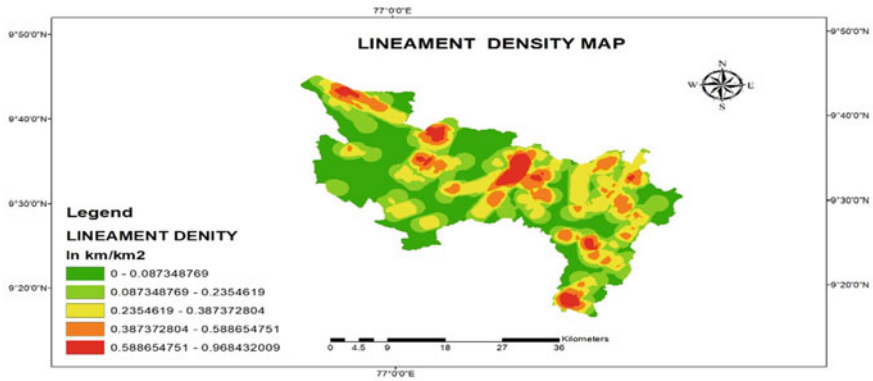 77°0'0"E
9°50'0"N
9°50'0"N
LINEAMENT DENSITY MAP
N
W
E
S
9°40'0"N
9°40'0"N
9°30'0"N
9°30'0"N
Legend
LINEAMENT DENITY
In km/km2
0 - 0.087348769
0.087348769 - 0.2354619
0.2354619 - 0.387372804
0.387372804 - 0.588654751
0.588654751 - 0.968432009
9°20'0"N
9°20'0"N
Kilometers
0 4.5 9 18 27 36
77°0'0"E